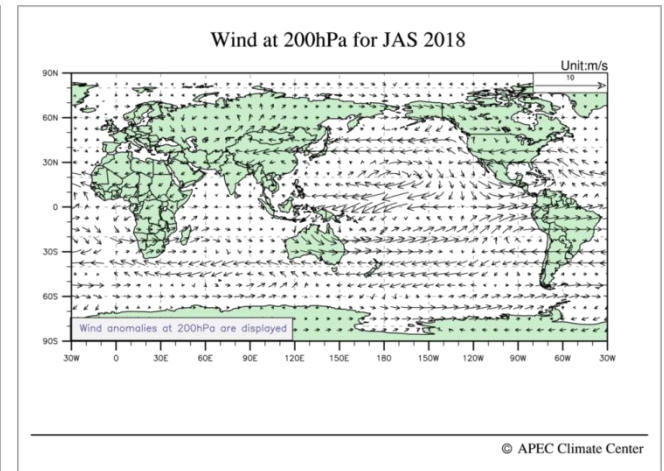 Wind at 200hPa for JAS 2018
Unit:m/s
10
90N
60N
30N
0
30S
60S
90S
Wind anomalies at 200hPa are displayed
30W 0 30E 60E 90E 120E 150E 180 150W 120W 90W 60W 30W
© APEC Climate Center